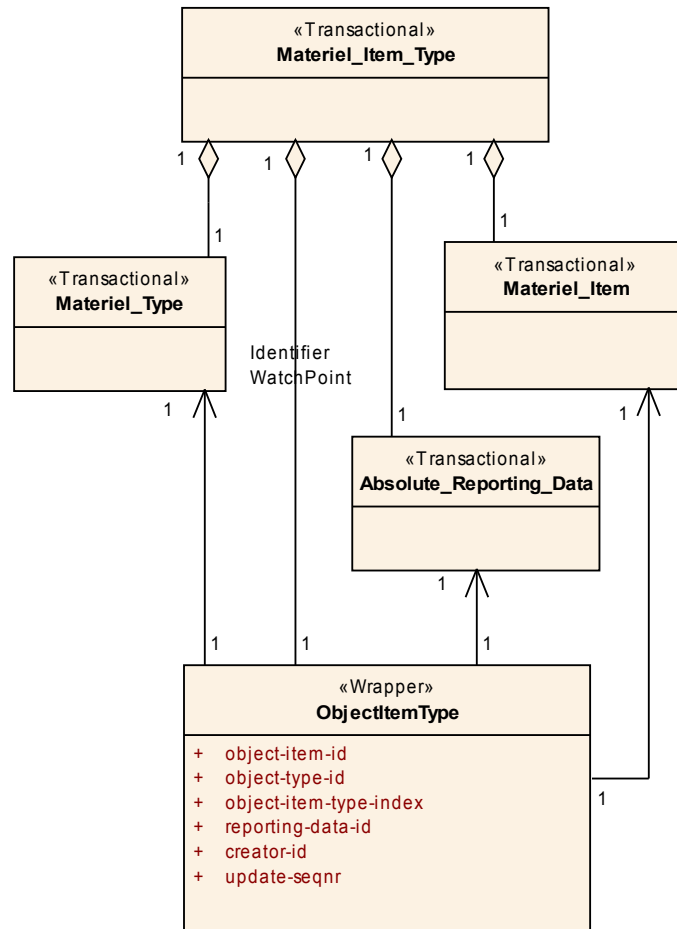 «Transactional»
Materiel_Item_Type
1
1
1
1
1
1
«Transactional»
Materiel_Type
«Transactional»
Materiel_Item
Identifier
WatchPoint
1
1
1
«Transactional»
Absolute_Reporting_Data
1
1
1
1
«Wrapper»
ObjectItemType
+ object-item-id
+ object-type-id
+ object-item-type-index
+ reporting-data-id
+ creator-id
+ update-seqnr
1